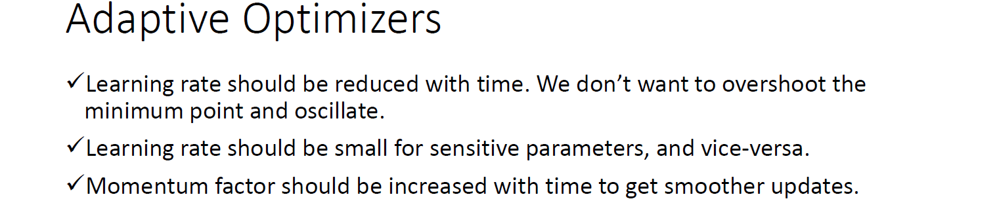 Adaptive Optimizers
✓Learning rate should be reduced with time. We don’t want to overshoot the
minimum point and oscillate.
✓Learning rate should be small for sensitive parameters, and vice-versa.
✓Momentum factor should be increased with time to get smoother updates.